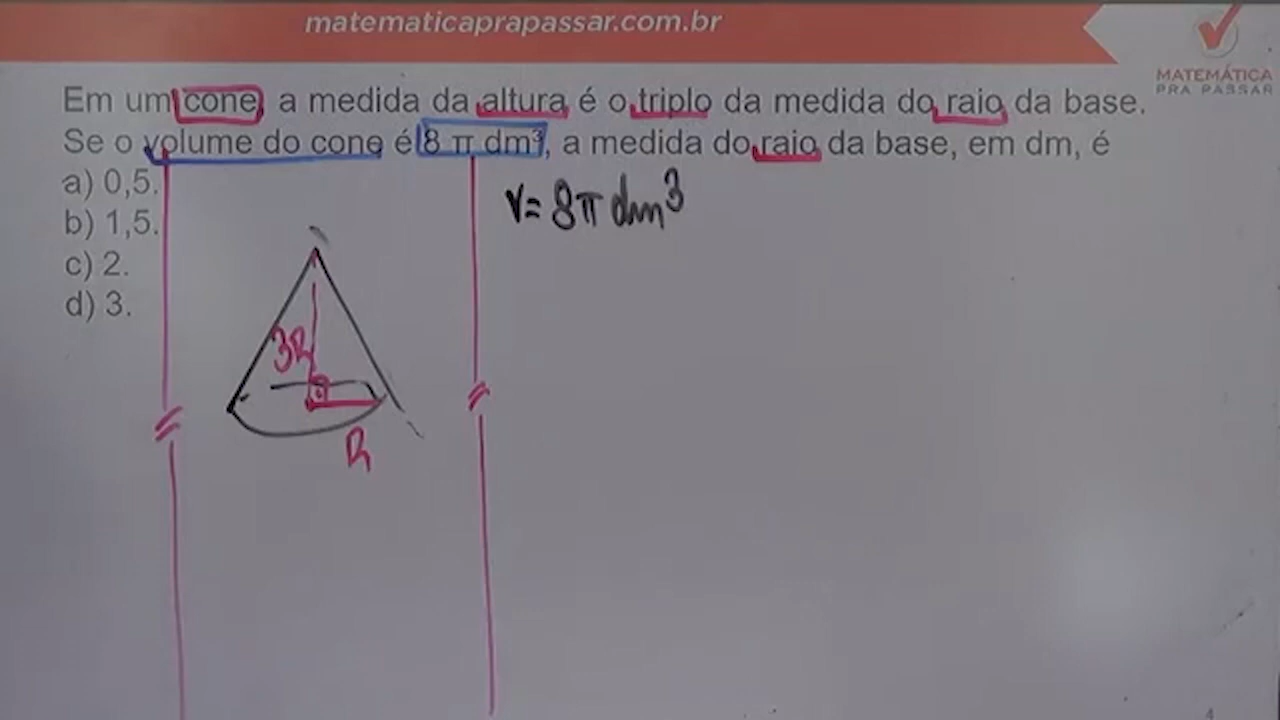 matematicaprapassar.com.br
MATEMÁTICA
PRA PASSAR
Em um cone, a medida da altura é o triplo da medida do raio da base.
Se o volume do cone é 8 π dm³, a medida do raio da base, em dm, é
a) 0,5.
b) 1,5.
c) 2.
d) 3.
V = 8π dm³
3R
R
4